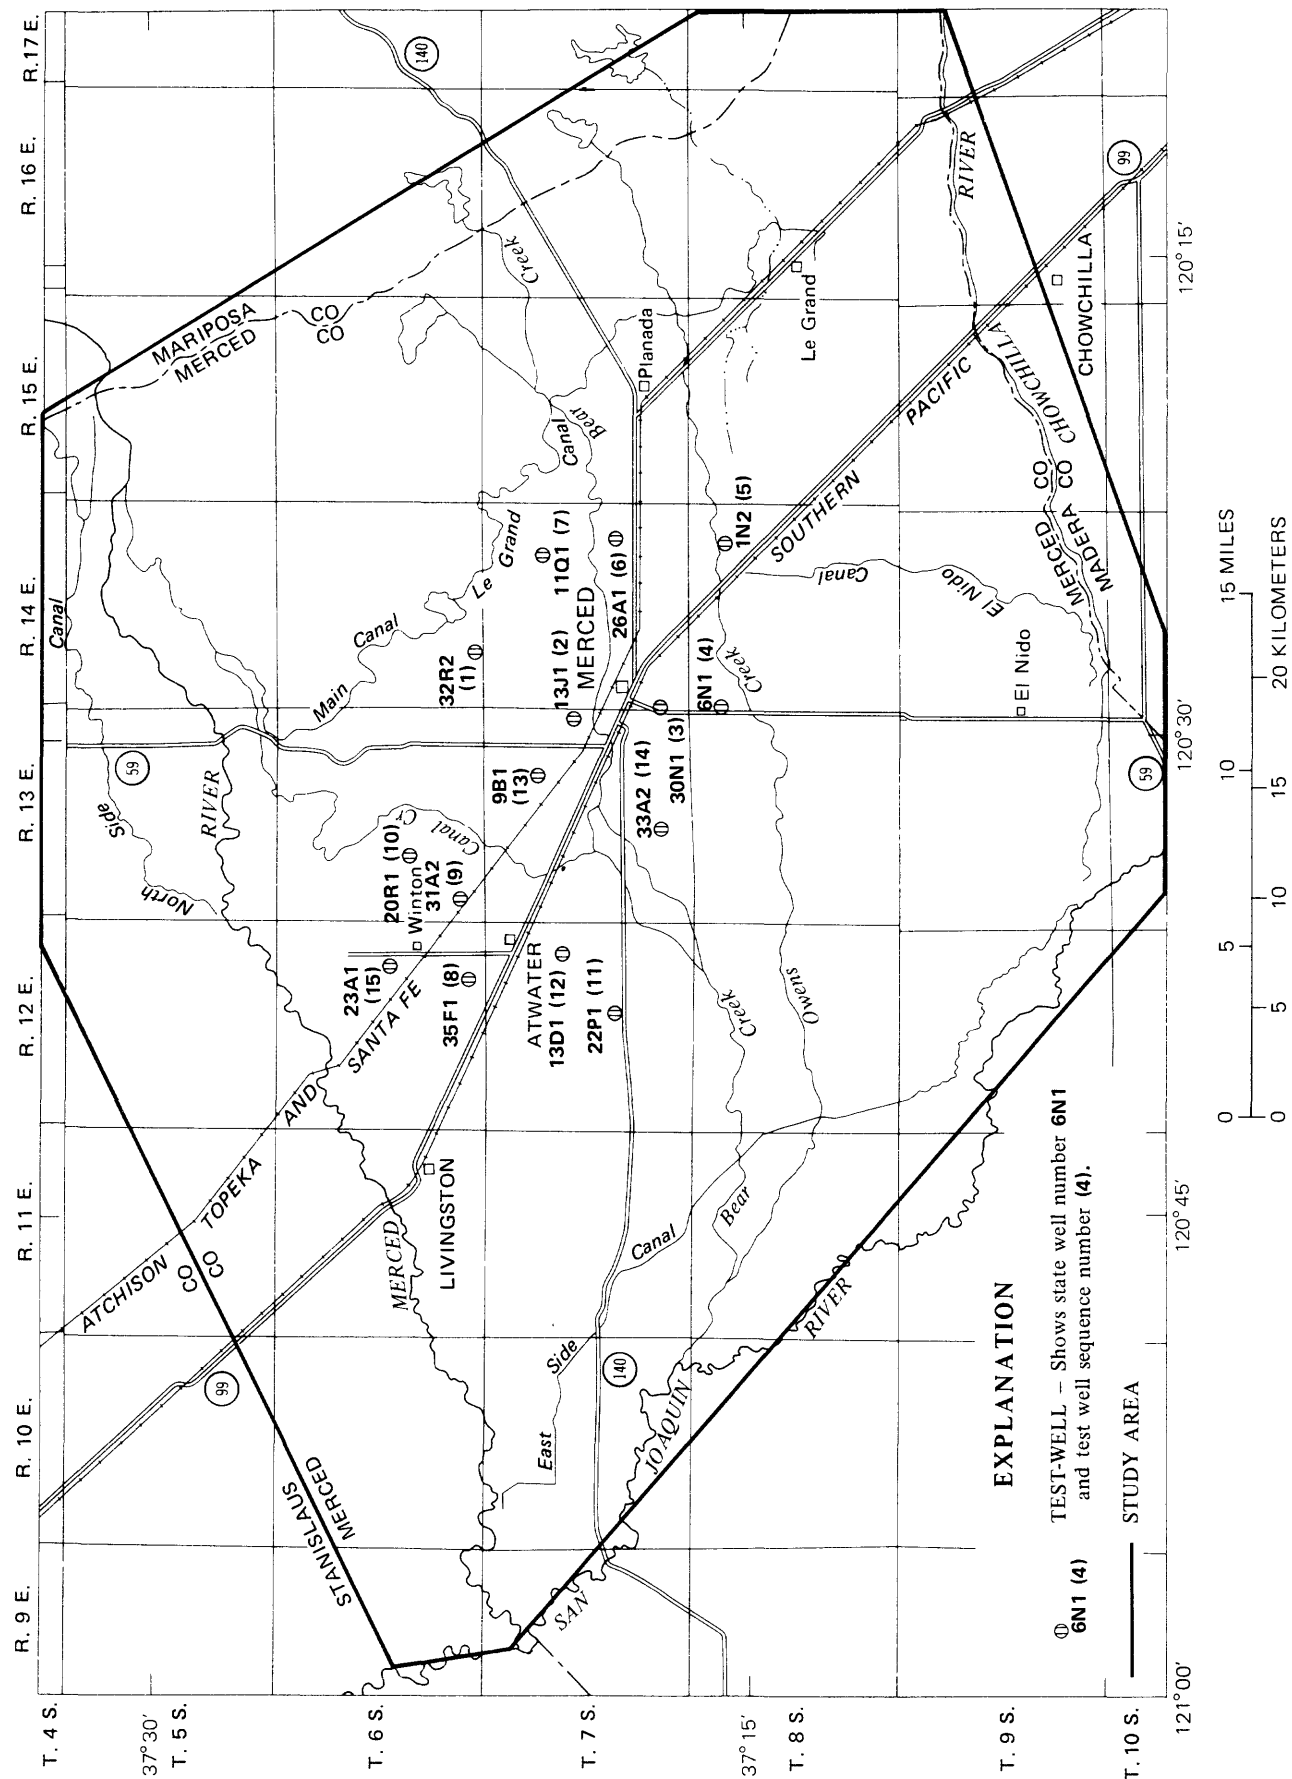 R. 9 E.
R. 10 E.
R. 11 E.
R. 12 E.
R. 13 E.
R. 14 E.
R. 15 E.
R. 16 E.
R. 17 E.
T. 4 S.
37°30'
T. 5 S.
T. 6 S.
T. 7 S.
37°15'
T. 8 S.
T. 9 S.
T. 10 S.
121°00'
120°45'
120°30'
120°15'
North Side Canal
MERCED RIVER
RIVER
59
Main Canal
Le Grand Canal
MARIPOSA CO
MERCED CO
140
Creek
Bear
ATCHISON TOPEKA AND SANTA FE
CO
CO
99
STANISLAUS
MERCED
LIVINGSTON
23A1
(15)
35F1 (8)
20R1 (10)
Winton
31A2
(9)
Canal
Cr
9B1
(13)
32R2
(1)
13J1 (2)
MERCED
11Q1 (7)
26A1 (6)
ATWATER
13D1 (12)
22P1 (11)
33A2 (14)
30N1 (3)
6N1 (4)
1N2 (5)
Planada
Le Grand
East Side Canal
140
Bear Creek
Owens Creek
SAN JOAQUIN RIVER
SOUTHERN PACIFIC
El Nido Canal
El Nido
MERCED CO
MADERA CO
CHOWCHILLA RIVER
CHOWCHILLA
99
59
EXPLANATION
6N1 (4)
TEST-WELL – Shows state well number 6N1
and test well sequence number (4).
STUDY AREA
0 5 10 15 MILES
0 5 10 15 20 KILOMETERS